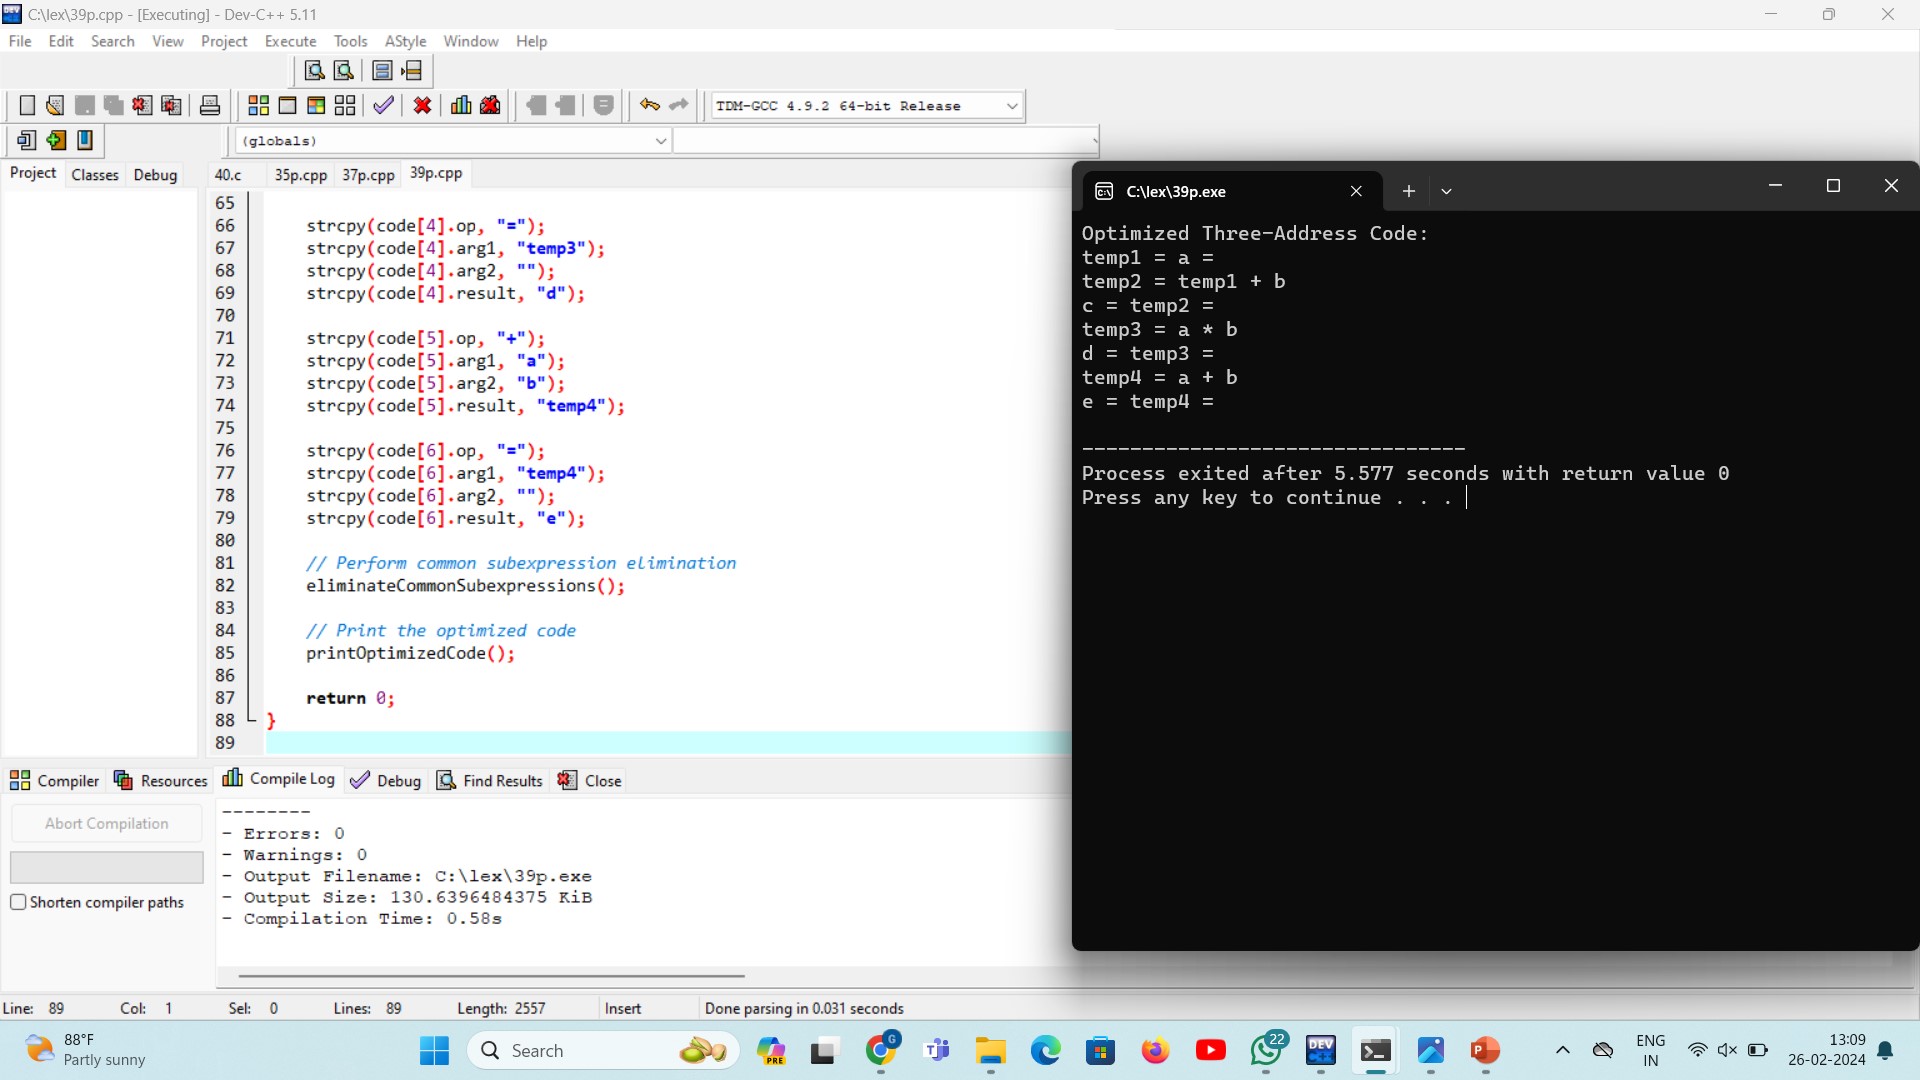 C:\lex\39p.cpp - [Executing] - Dev-C++ 5.11
File Edit Search View Project Execute Tools AStyle Window Help
TDM-GCC 4.9.2 64-bit Release
(globals)
Project Classes Debug
40.c 35p.cpp 37p.cpp 39p.cpp
65
66 strcpy(code[4].op, "=");
67 strcpy(code[4].arg1, "temp3");
68 strcpy(code[4].arg2, "");
69 strcpy(code[4].result, "d");
70
71 strcpy(code[5].op, "+");
72 strcpy(code[5].arg1, "a");
73 strcpy(code[5].arg2, "b");
74 strcpy(code[5].result, "temp4");
75
76 strcpy(code[6].op, "=");
77 strcpy(code[6].arg1, "temp4");
78 strcpy(code[6].arg2, "");
79 strcpy(code[6].result, "e");
80
81 // Perform common subexpression elimination
82 eliminateCommonSubexpressions();
83
84 // Print the optimized code
85 printOptimizedCode();
86
87 return 0;
88 }
89
C:\lex\39p.exe
Optimized Three-Address Code:
temp1 = a =
temp2 = temp1 + b
c = temp2 =
temp3 = a * b
d = temp3 =
temp4 = a + b
e = temp4 =
--------------------------------
Process exited after 5.577 seconds with return value 0
Press any key to continue . . .
Compiler Resources Compile Log Debug Find Results Close
Abort Compilation
Shorten compiler paths
--------
- Errors: 0
- Warnings: 0
- Output Filename: C:\lex\39p.exe
- Output Size: 130.6396484375 KiB
- Compilation Time: 0.58s
Line: 89 Col: 1 Sel: 0 Lines: 89 Length: 2557 Insert Done parsing in 0.031 seconds
88°F
Partly sunny
Search
PRE
G
22
DEV
ENG
IN
13:09
26-02-2024